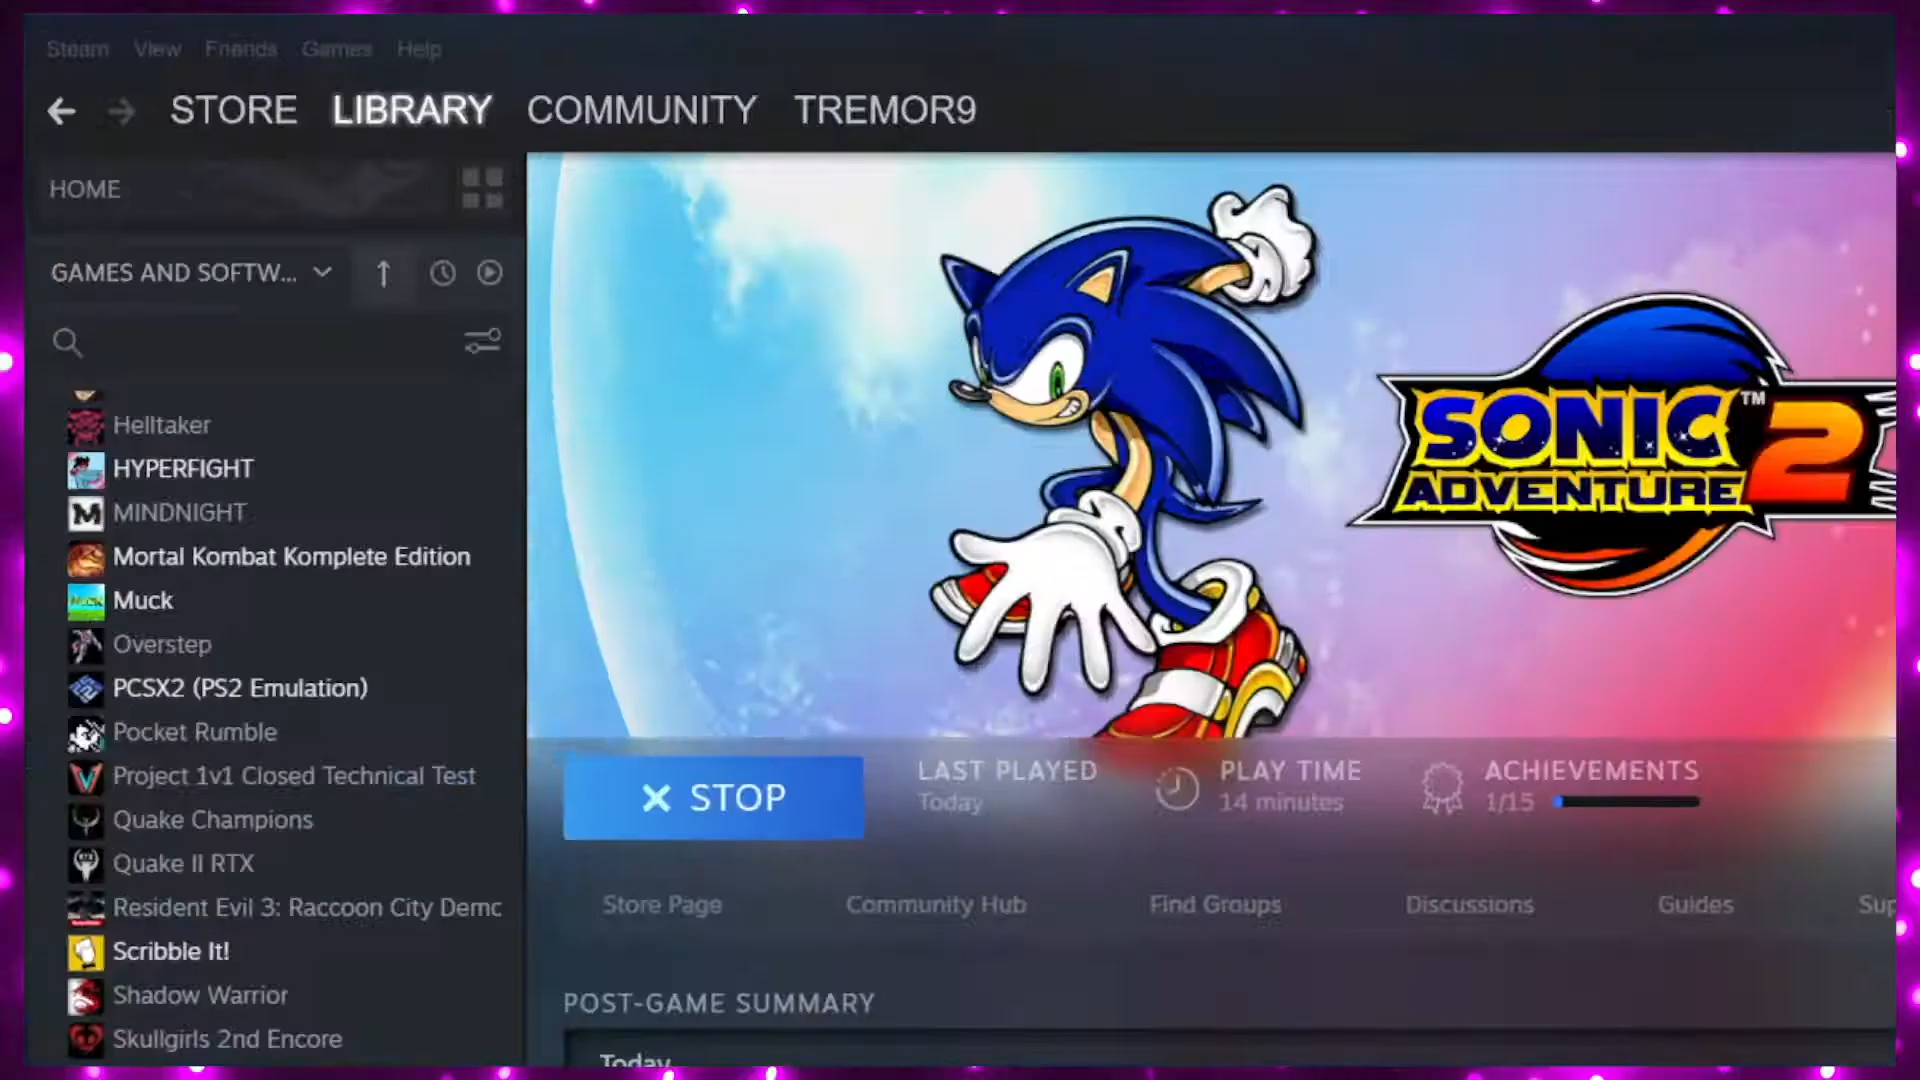 Steam View Friends Games Help
STORE LIBRARY COMMUNITY TREMOR9
HOME
GAMES AND SOFTW...
Helltaker
HYPERFIGHT
MINDNIGHT
Mortal Kombat Komplete Edition
Muck
Overstep
PCSX2 (PS2 Emulation)
Pocket Rumble
Project 1v1 Closed Technical Test
Quake Champions
Quake II RTX
Resident Evil 3: Raccoon City Demo
Scribble It!
Shadow Warrior
Skullgirls 2nd Encore
SONIC™
ADVENTURE 2
STOP
LAST PLAYED
Today
PLAY TIME
14 minutes
ACHIEVEMENTS
1/15
Store Page Community Hub Find Groups Discussions Guides Sup
POST-GAME SUMMARY
Today